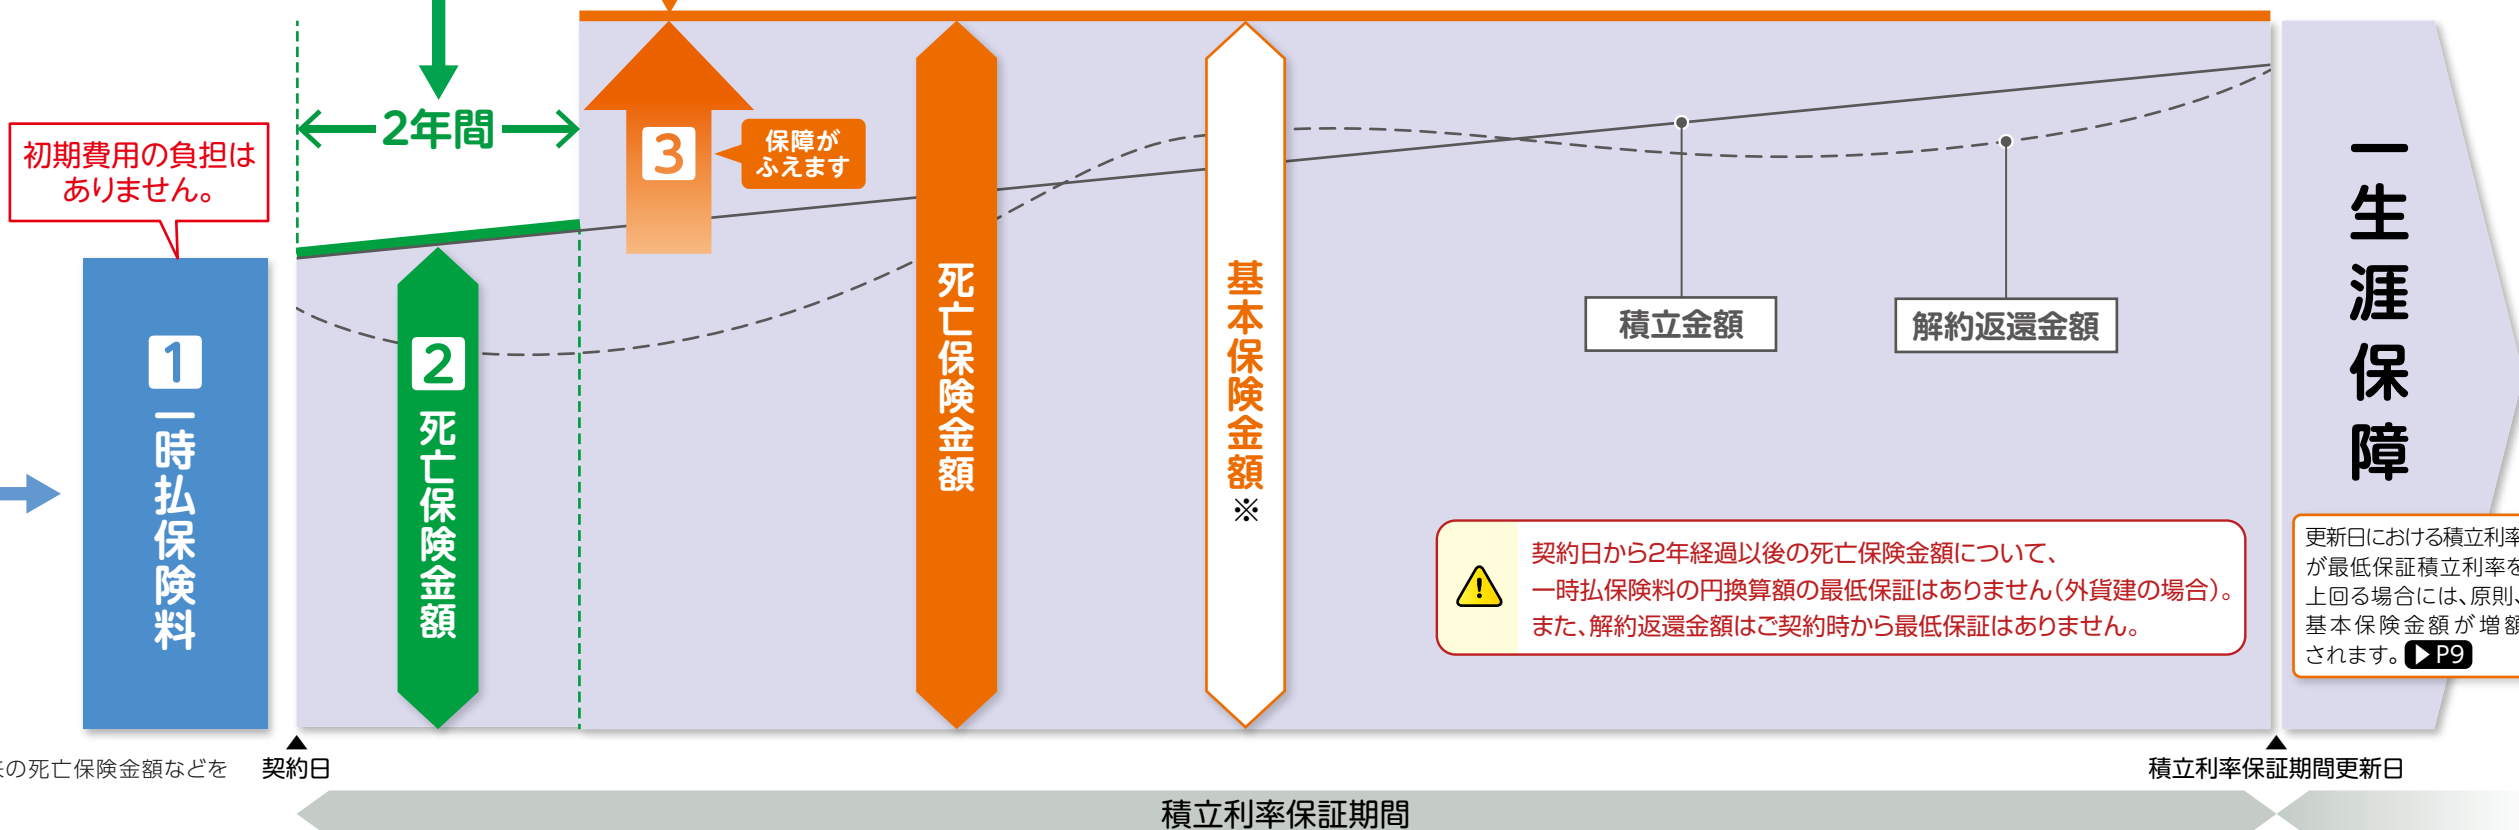 2年間
初期費用の負担は
ありません。
3
保障が
ふえます
1
一時払保険料
2
死亡保険金額
死亡保険金額
基本保険金額※
積立金額
解約返還金額
一生涯保障
契約日から2年経過以後の死亡保険金額について、
一時払保険料の円換算額の最低保証はありません(外貨建の場合)。
また、解約返還金額はご契約時から最低保証はありません。
更新日における積立利率
が最低保証積立利率を
上回る場合には、原則、
基本保険金額が増額
されます。▶P9
の死亡保険金額などを
契約日
積立利率保証期間更新日
積立利率保証期間